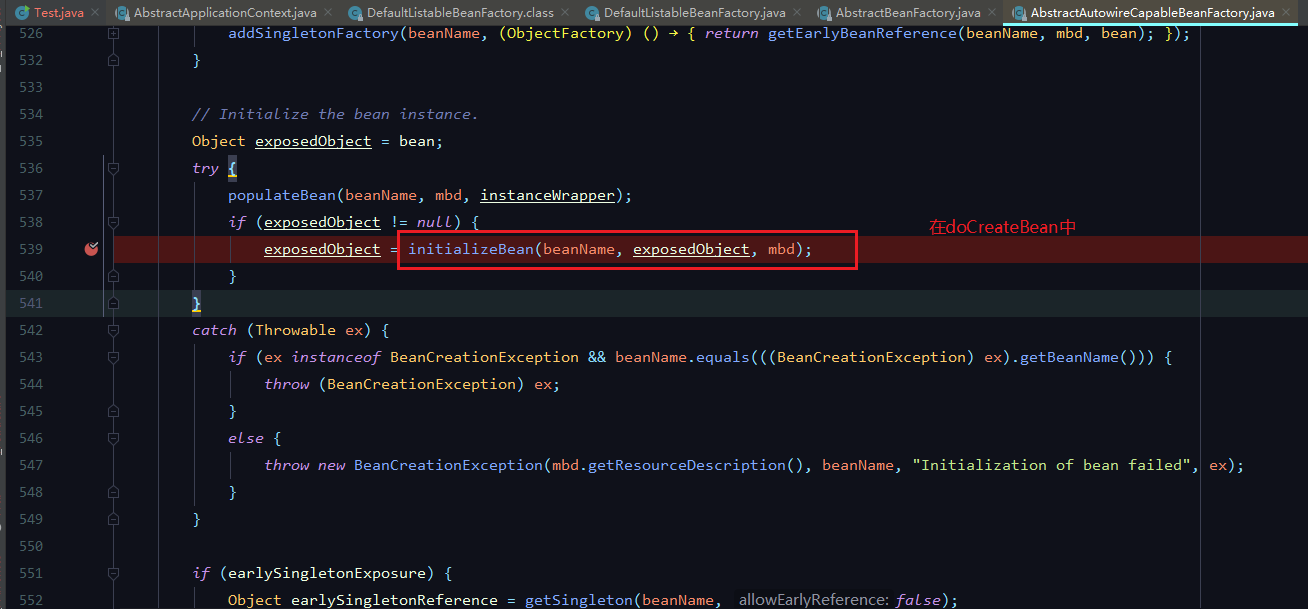 Test.java AbstractApplicationContext.java DefaultListableBeanFactory.class DefaultListableBeanFactory.java AbstractBeanFactory.java AbstractAutowireCapableBeanFactory.java
526 addSingletonFactory(beanName, (ObjectFactory) () → { return getEarlyBeanReference(beanName, mbd, bean); });
532 }
533
534 // Initialize the bean instance.
535 Object exposedObject = bean;
536 try {
537 populateBean(beanName, mbd, instanceWrapper);
538 if (exposedObject != null) {
在doCreateBean中
539 exposedObject = initializeBean(beanName, exposedObject, mbd);
540 }
541 }
542 catch (Throwable ex) {
543 if (ex instanceof BeanCreationException && beanName.equals(((BeanCreationException) ex).getBeanName())) {
544 throw (BeanCreationException) ex;
545 }
546 else {
547 throw new BeanCreationException(mbd.getResourceDescription(), beanName, "Initialization of bean failed", ex);
548 }
549 }
550
551 if (earlySingletonExposure) {
552 Object earlySingletonReference = getSingleton(beanName, allowEarlyReference: false);